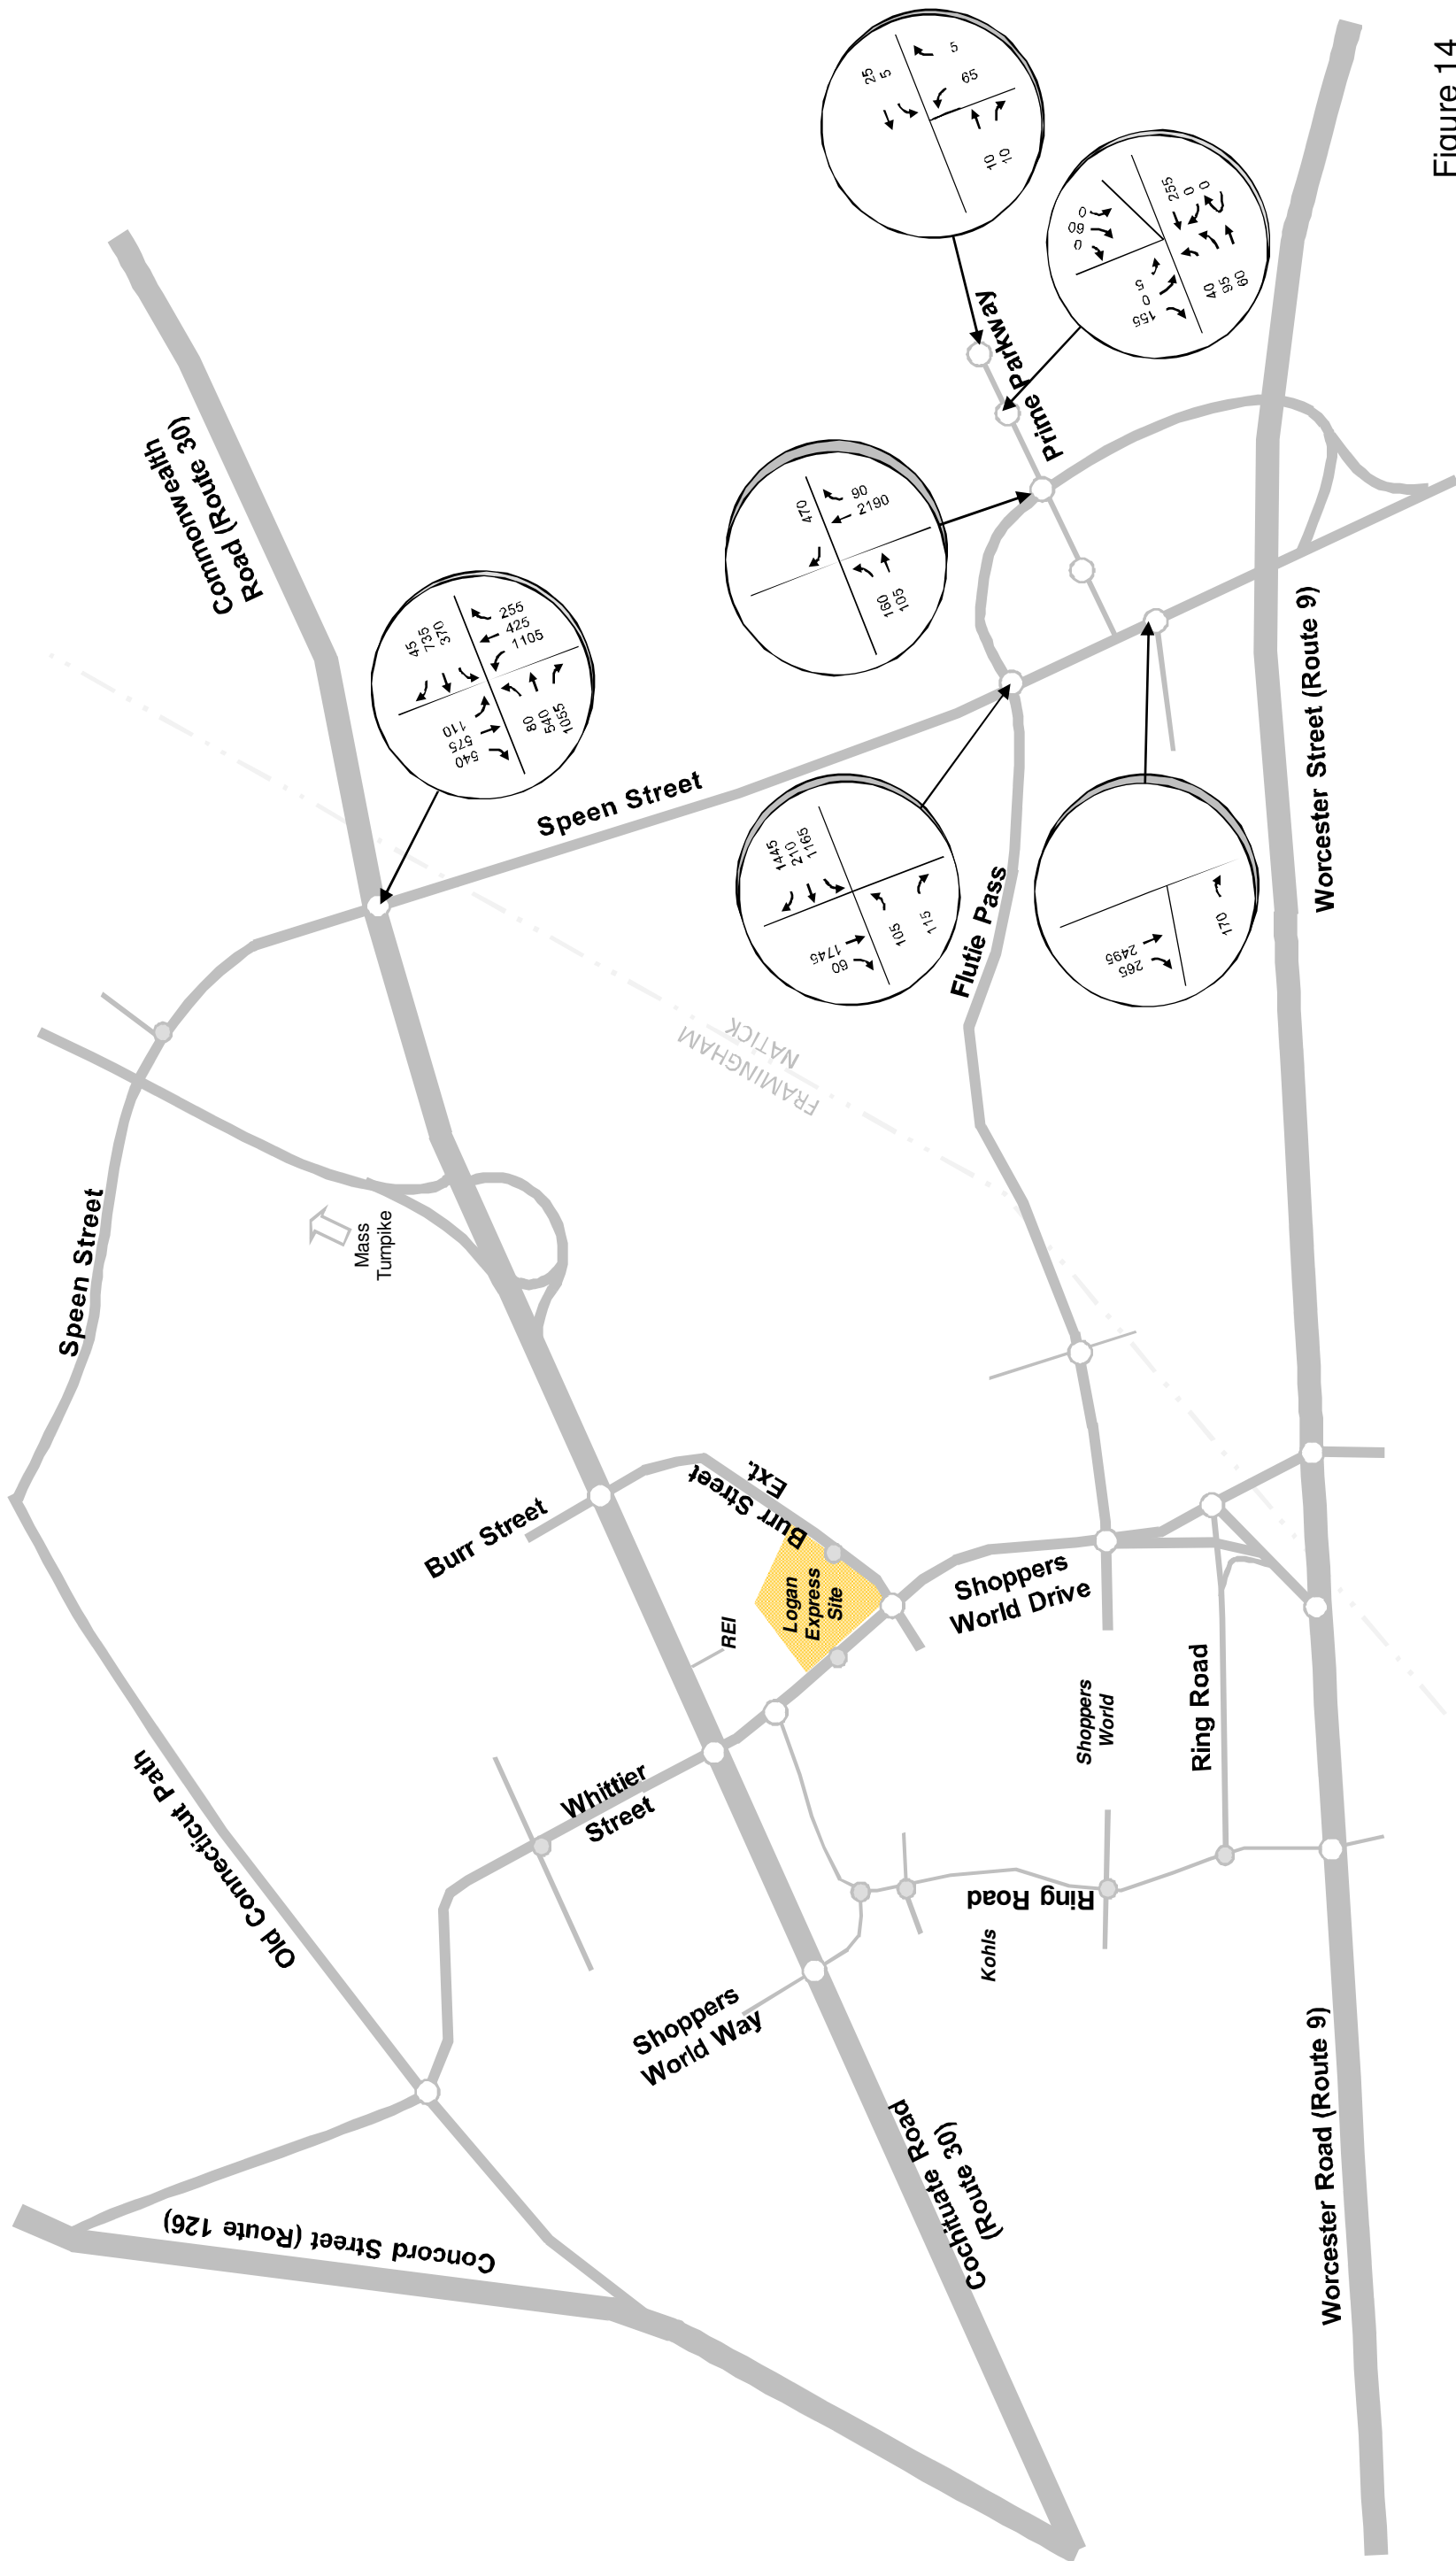 Figure 14
25
5
5
65
10
10
0
60
0
255
0
0
5
0
155
40
95
60
Prime Parkway
Commonwealth
Road (Route 30)
470
90
2190
160
105
45
735
370
255
425
1105
110
575
540
80
540
1055
Speen Street
1445
210
1165
1745
60
105
115
Flutie Pass
2495
265
170
Worcester Street (Route 9)
FRAMINGHAM
NATICK
Speen Street
Mass
Turnpike
Burr Street
Burr Street
Ext.
Logan
Express
Site
REI
Shoppers
World Drive
Shoppers
World
Ring Road
Whittier
Street
Old Connecticut Path
Ring Road
Kohls
Shoppers
World Way
Cochituate Road
(Route 30)
Concord Street (Route 126)
Worcester Road (Route 9)